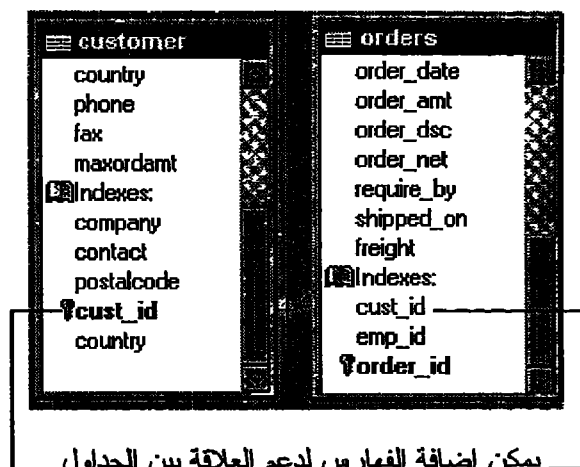 customer
country
phone
fax
maxordamt
Indexes:
company
contact
postalcode
cust_id
country
orders
order_date
order_amt
order_dsc
order_net
require_by
shipped_on
freight
Indexes:
cust_id
emp_id
order_id
يمكن إضافة الفهارس لدعم العلاقة بين الجداول